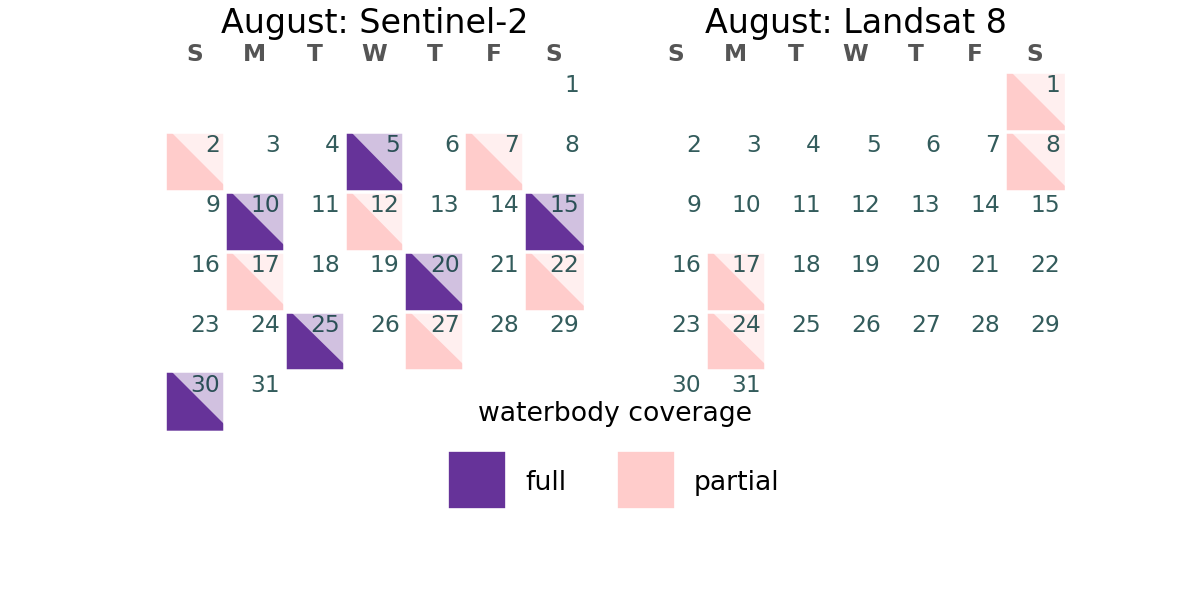 August: Sentinel-2
S M T W T F S
1
2 3 4 5 6 7 8
9 10 11 12 13 14 15
16 17 18 19 20 21 22
23 24 25 26 27 28 29
30 31
August: Landsat 8
S M T W T F S
1
2 3 4 5 6 7 8
9 10 11 12 13 14 15
16 17 18 19 20 21 22
23 24 25 26 27 28 29
30 31
waterbody coverage
full
partial